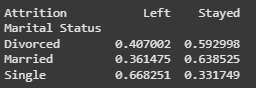 Attrition Left Stayed
Marital Status
Divorced 0.407002 0.592998
Married 0.361475 0.638525
Single 0.668251 0.331749